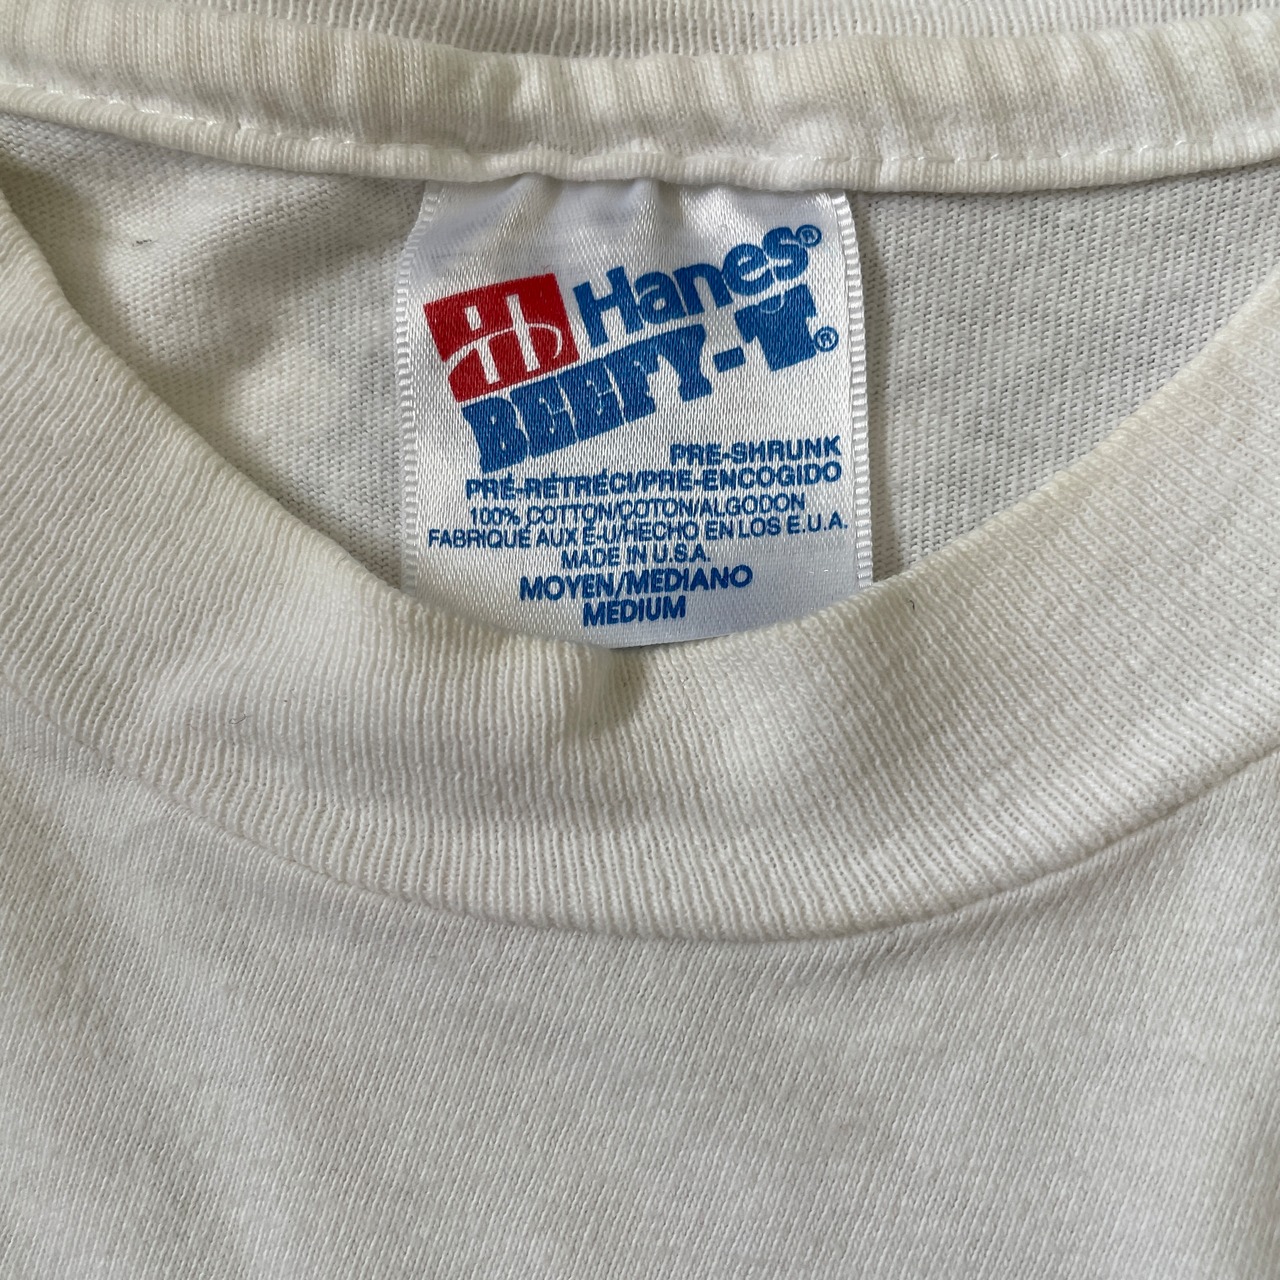 Hanes®
BEEFY-T®
PRE-SHRUNK
PRÉ-RÉTRÉCI/PRE-ENCOGIDO
100% COTTON/COTON/ALGODON
FABRIQUÉ AUX É-U/HECHO EN LOS E.U.A.
MADE IN U.S.A.
MOYEN/MEDIANO
MEDIUM